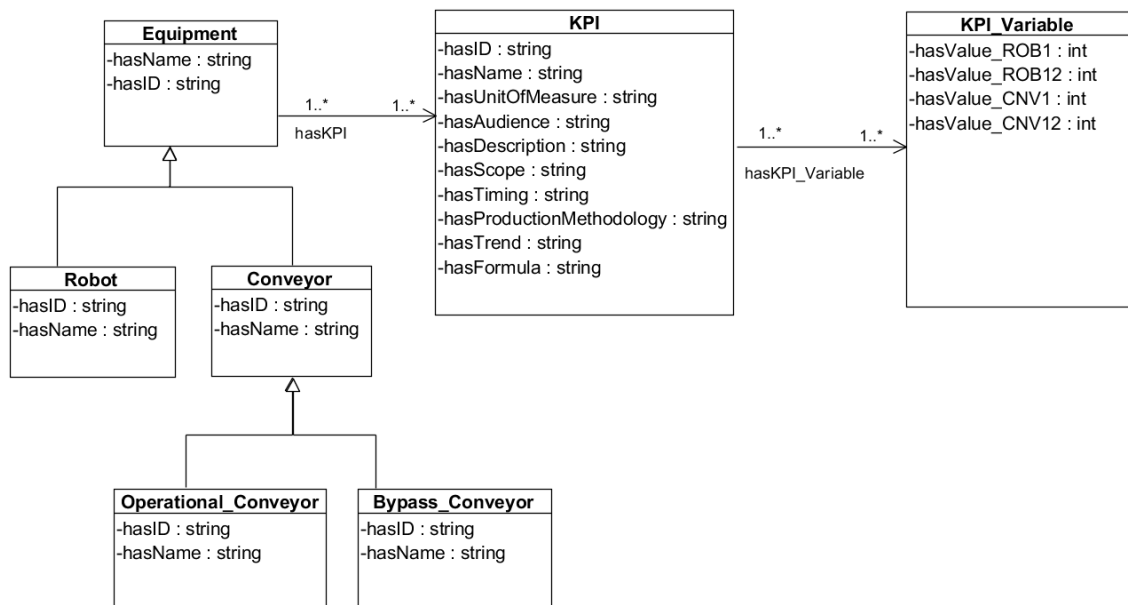 Equipment
-hasName : string
-hasID : string
1..*
1..*
hasKPI
KPI
-hasID : string
-hasName : string
-hasUnitOfMeasure : string
-hasAudience : string
-hasDescription : string
-hasScope : string
-hasTiming : string
-hasProductionMethodology : string
-hasTrend : string
-hasFormula : string
1..*
1..*
hasKPI_Variable
KPI_Variable
-hasValue_ROB1 : int
-hasValue_ROB12 : int
-hasValue_CNV1 : int
-hasValue_CNV12 : int
Robot
-hasID : string
-hasName : string
Conveyor
-hasID : string
-hasName : string
Operational_Conveyor
-hasID : string
-hasName : string
Bypass_Conveyor
-hasID : string
-hasName : string